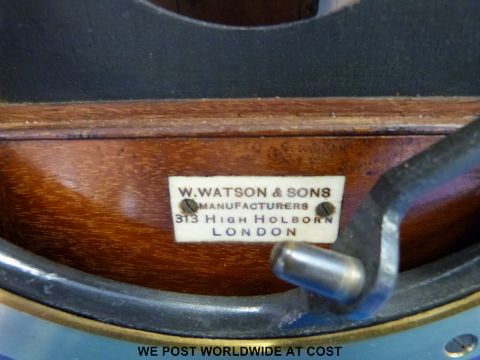 W. WATSON & SONS
MANUFACTURERS
313 HIGH HOLBORN
LONDON
WE POST WORLDWIDE AT COST